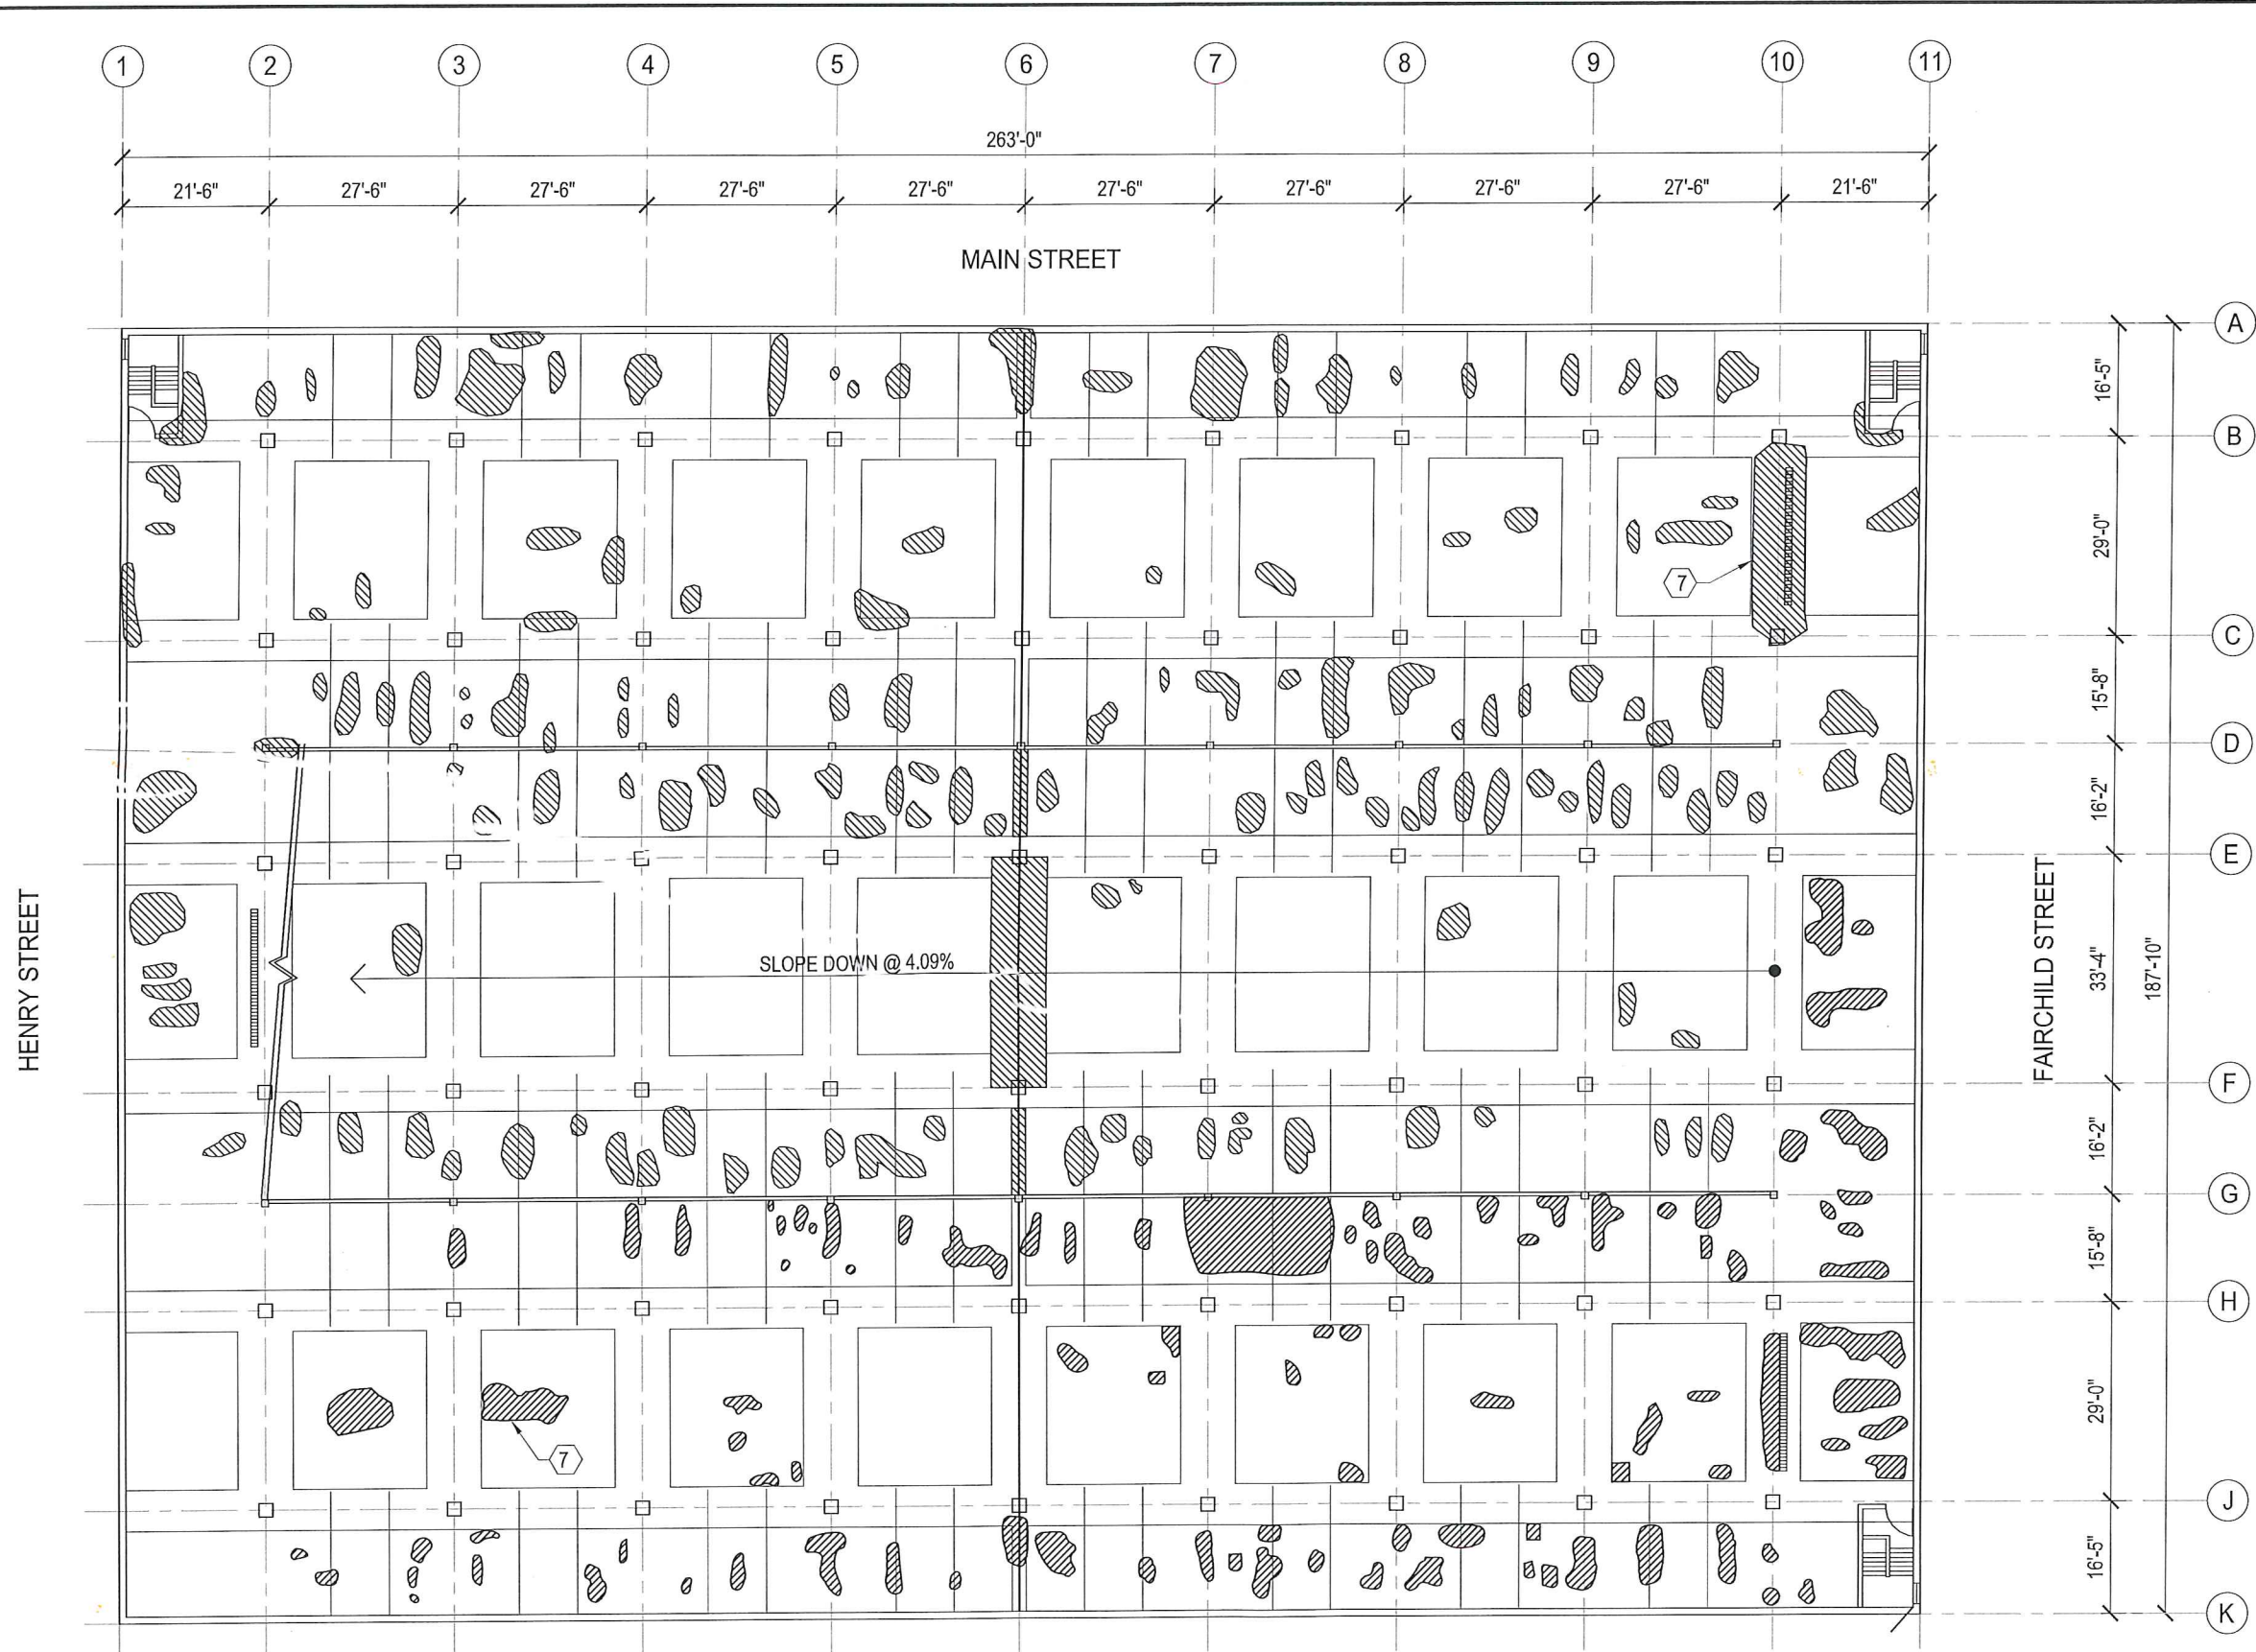 1 2 3 4 5 6 7 8 9 10 11
263'-0"
21'-6" 27'-6" 27'-6" 27'-6" 27'-6" 27'-6" 27'-6" 27'-6" 27'-6" 21'-6"
MAIN STREET
A
16'-5"
B
29'-0"
7
C
15'-8"
D
16'-2"
E
HENRY STREET
FAIRCHILD STREET
SLOPE DOWN @ 4.09%
33'-4"
187'-10"
F
16'-2"
G
15'-8"
H
29'-0"
7
J
16'-5"
K